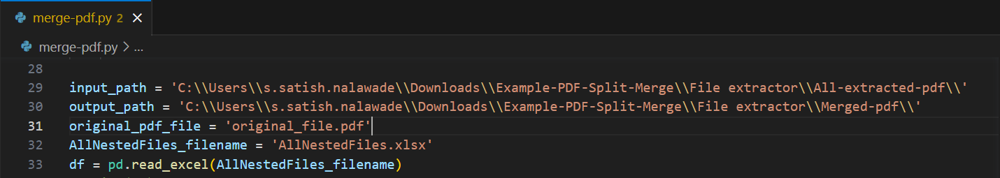 merge-pdf.py 2 ×
merge-pdf.py > ...
28
29 input_path = 'C:\\Users\\s.satish.nalawade\\Downloads\\Example-PDF-Split-Merge\\File extractor\\All-extracted-pdf\\'
30 output_path = 'C:\\Users\\s.satish.nalawade\\Downloads\\Example-PDF-Split-Merge\\File extractor\\Merged-pdf\\'
31 original_pdf_file = 'original_file.pdf'
32 AllNestedFiles_filename = 'AllNestedFiles.xlsx'
33 df = pd.read_excel(AllNestedFiles_filename)